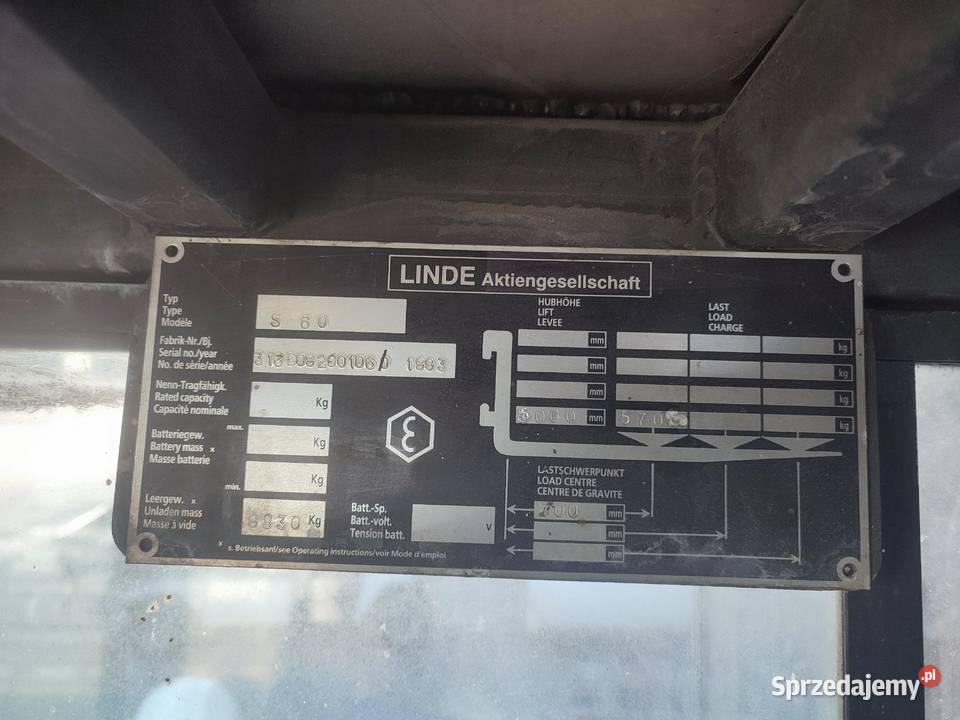 LINDE Aktiengesellschaft
Typ
Type
Modèle
S 60
Fabrik-Nr./Bj.
Serial no./year
No. de série/année
1993
Nenn-Tragfähigk.
Rated capacity
Capacité nominale
Kg
Batteriegew. max.
Battery mass x
Masse batterie
Kg
min.
Kg
Leergew. x
Unladen mass
Masse à vide
9830 Kg
Batt.-Sp.
Batt.-volt.
Tension batt.
V
x s. Betriebsanl/see Operating instructions/voir Mode d'emploi
HUBHÖHE
LIFT
LEVEE
LAST
LOAD
CHARGE
mm kg
mm kg
mm kg
5000 mm kg
LASTSCHWERPUNKT
LOAD CENTRE
CENTRE DE GRAVITE
700 mm
mm
mm
Sprzedajemy.pl